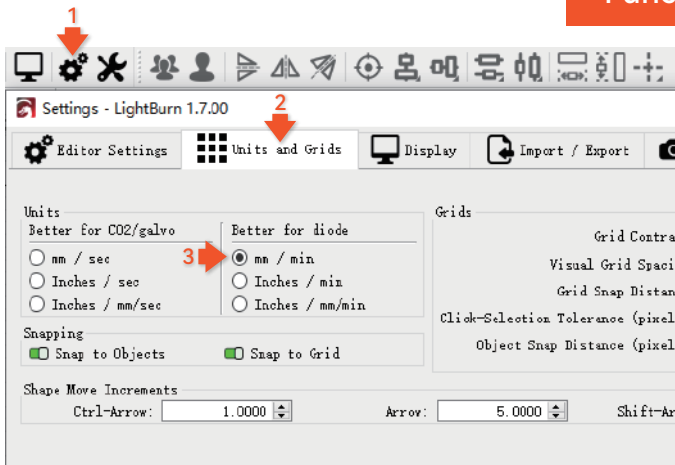 1
Settings - LightBurn 1.7.00
2
Editor Settings Units and Grids Display Import / Export
Units
Better for CO2/galvo Better for diode
mm / sec
3 mm / min
Inches / sec Inches / min
Inches / mm/sec Inches / mm/min
Snapping
Snap to Objects Snap to Grid
Shape Move Increments
Ctrl-Arrow: 1.0000 Arrow: 5.0000 Shift-Ar
Grids
Grid Contra
Visual Grid Spaci
Grid Snap Distan
Click-Selection Tolerance (pixel
Object Snap Distance (pixel